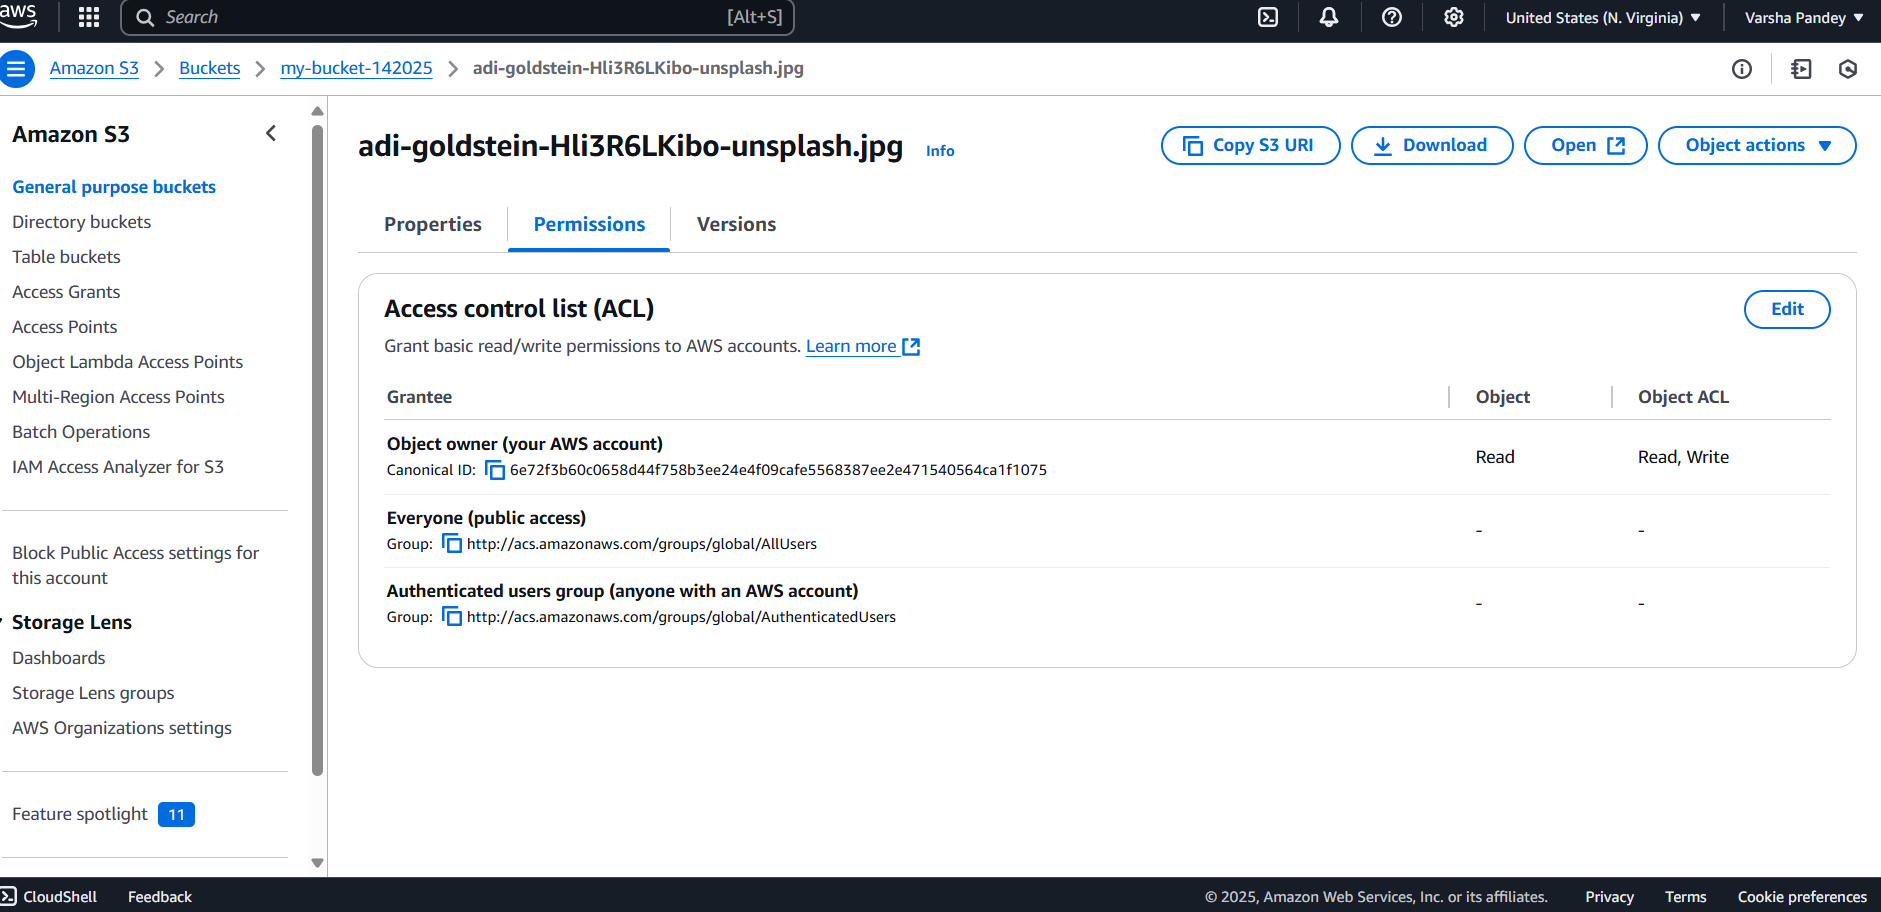 aws
Search
[Alt+S]
United States (N. Virginia)
Varsha Pandey
Amazon S3
Buckets
my-bucket-142025
adi-goldstein-Hli3R6LKibo-unsplash.jpg
Amazon S3
General purpose buckets
Directory buckets
Table buckets
Access Grants
Access Points
Object Lambda Access Points
Multi-Region Access Points
Batch Operations
IAM Access Analyzer for S3
Block Public Access settings for
this account
Storage Lens
Dashboards
Storage Lens groups
AWS Organizations settings
Feature spotlight 11
adi-goldstein-Hli3R6LKibo-unsplash.jpg Info
Copy S3 URI
Download
Open
Object actions
Properties
Permissions
Versions
Access control list (ACL)
Edit
Grant basic read/write permissions to AWS accounts. Learn more
Grantee
Object
Object ACL
Object owner (your AWS account)
Canonical ID: 6e72f3b60c0658d44f758b3ee24e4f09cafe5568387ee2e471540564ca1f1075
Read
Read, Write
Everyone (public access)
Group: http://acs.amazonaws.com/groups/global/AllUsers
-
-
Authenticated users group (anyone with an AWS account)
Group: http://acs.amazonaws.com/groups/global/AuthenticatedUsers
-
-
CloudShell
Feedback
© 2025, Amazon Web Services, Inc. or its affiliates.
Privacy
Terms
Cookie preferences